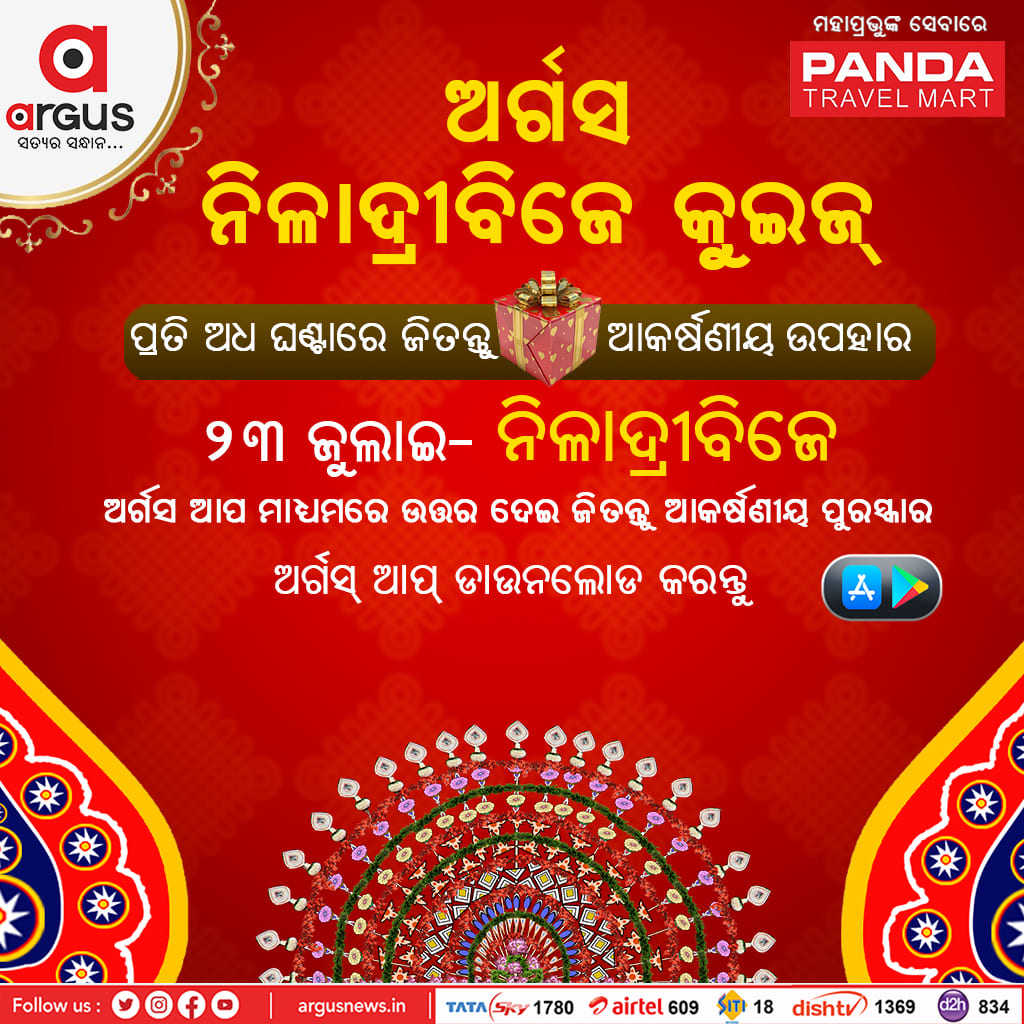 argus
ସତ୍ୟର ସନ୍ଧାନ...
ମହାପ୍ରଭୁଙ୍କ ସେବାରେ
PANDA
TRAVEL MART
ଅର୍ଗସ
ନିଳାଦ୍ରୀବିଜେ କୁଇଜ୍
ପ୍ରତି ଅଧ ଘଣ୍ଟାରେ ଜିତନ୍ତୁ ଆକର୍ଷଣୀୟ ଉପହାର
୨୩ ଜୁଲାଇ- ନିଳାଦ୍ରୀବିଜେ
ଅର୍ଗସ ଆପ ମାଧ୍ୟମରେ ଉତ୍ତର ଦେଇ ଜିତନ୍ତୁ ଆକର୍ଷଣୀୟ ପୁରସ୍କାର
ଅର୍ଗସ୍ ଆପ୍ ଡାଉନଲୋଡ କରନ୍ତୁ
Follow us : argusnews.in TATA Sky 1780 airtel 609 SITI 18 dishtv 1369 d2h 834